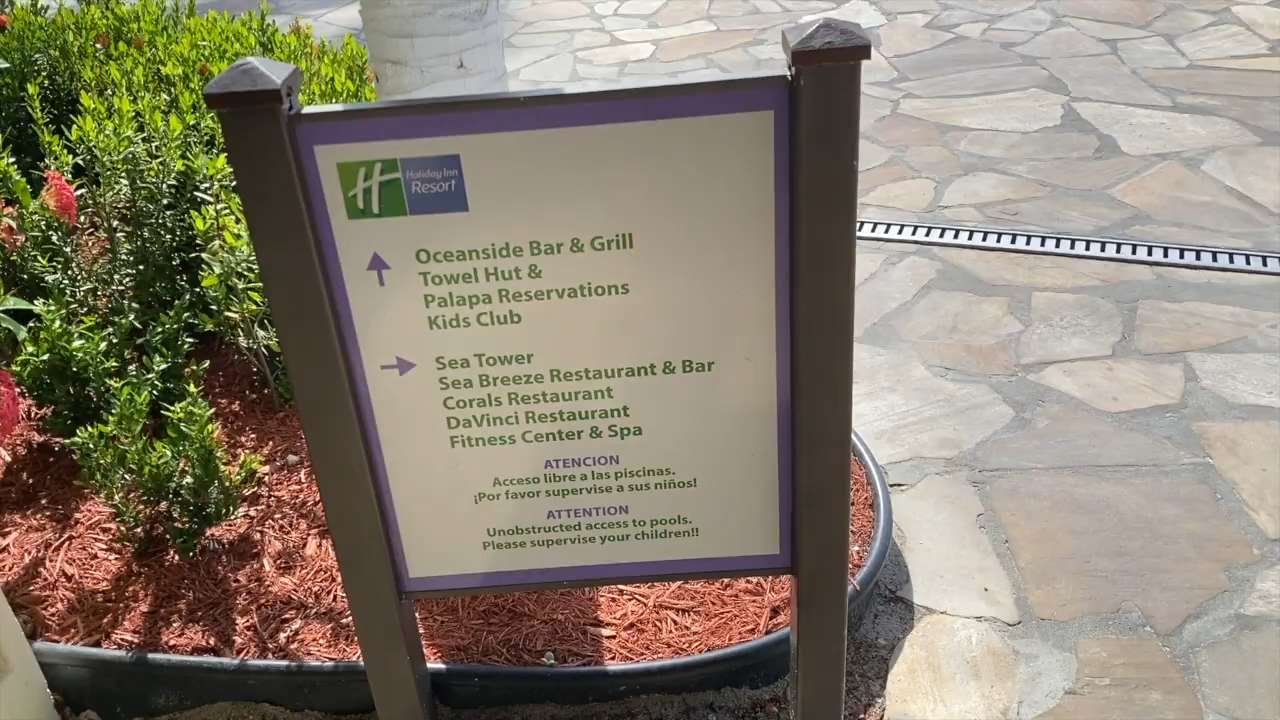 Holiday Inn
Resort
Oceanside Bar & Grill
Towel Hut &
Palapa Reservations
Kids Club
Sea Tower
Sea Breeze Restaurant & Bar
Corals Restaurant
DaVinci Restaurant
Fitness Center & Spa
ATENCION
Acceso libre a las piscinas.
¡Por favor supervise a sus niños!
ATTENTION
Unobstructed access to pools.
Please supervise your children!!